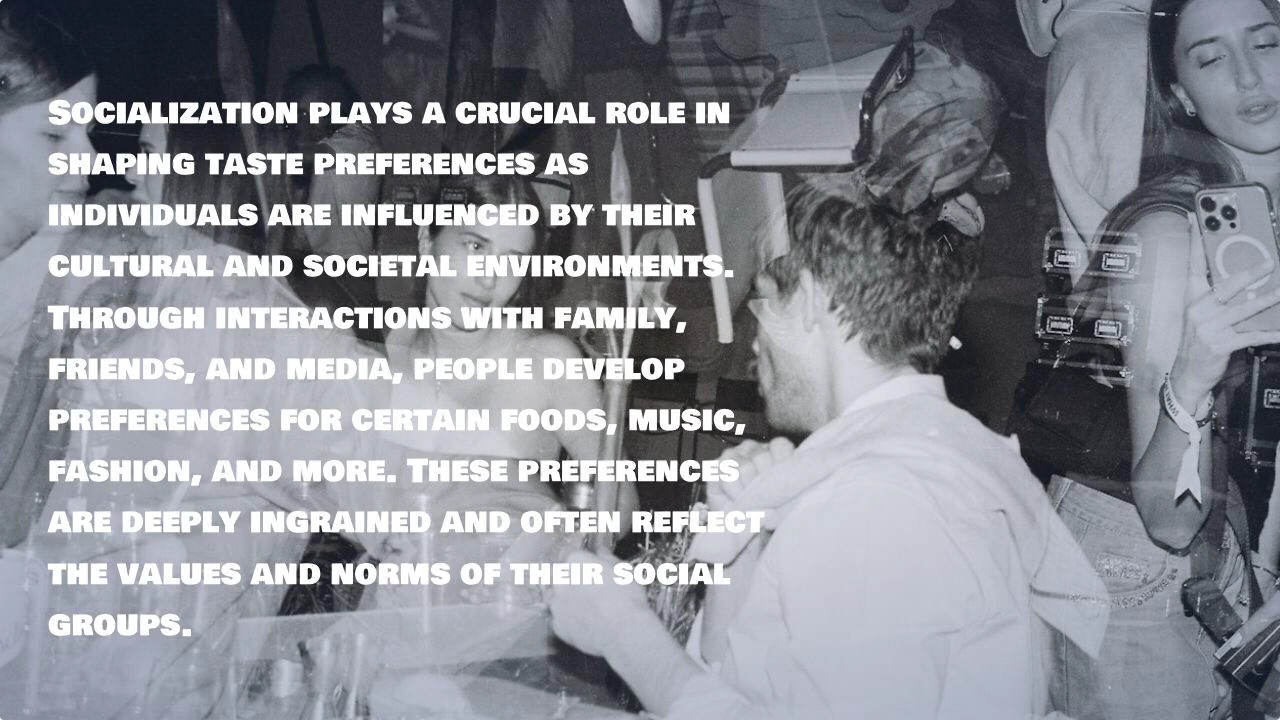 Socialization plays a crucial role in
shaping taste preferences as
individuals are influenced by their
cultural and societal environments.
Through interactions with family,
friends, and media, people develop
preferences for certain foods, music,
fashion, and more. These preferences
are deeply ingrained and often reflect
the values and norms of their social
groups.